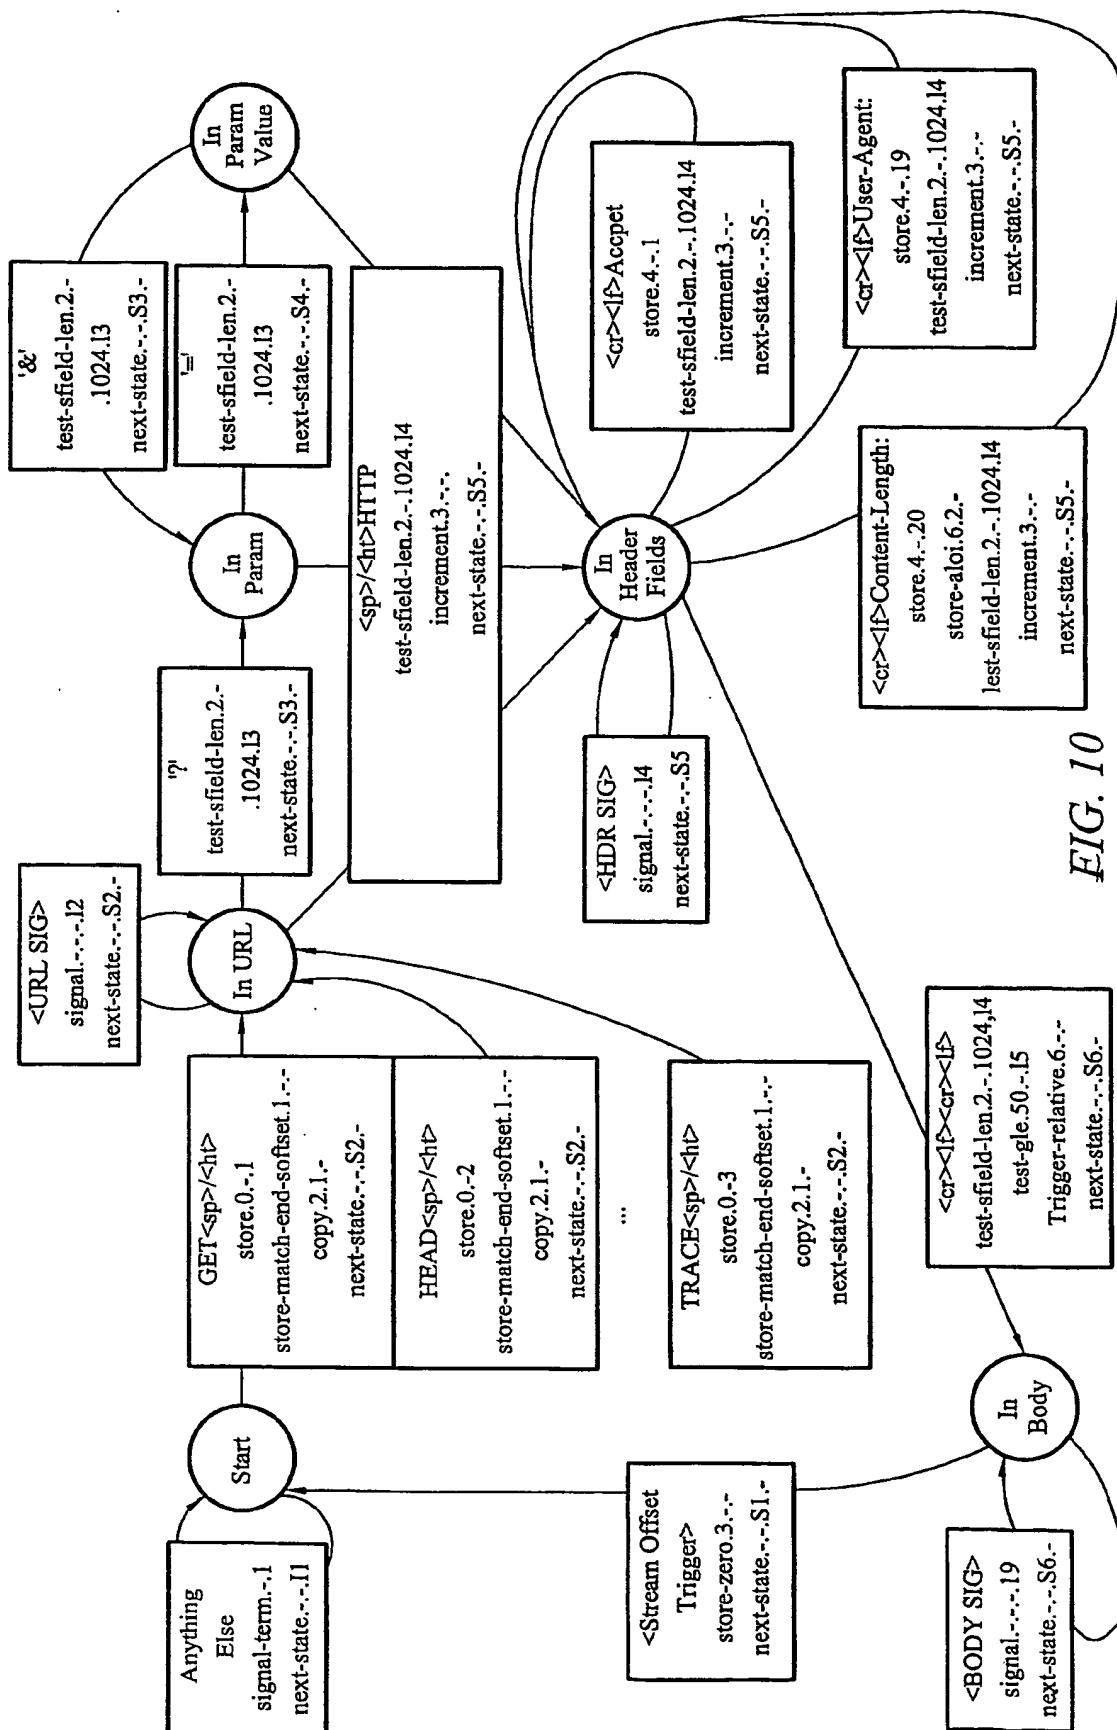 Anything
Else
signal-term.-.1
next-state.-.-.I1
Start
GET<sp>/<ht>
store.0.-.1
store-match-end-softset.1.-.-
copy.2.1.-
next-state.-.-.S2.-
HEAD<sp>/<ht>
store.0.-2
store-match-end-softset.1.-.-
copy.2.1.-
next-state.-.-.S2.-
...
TRACE<sp>/<ht>
store.0.-3
store-match-end-softset.1.-.-
copy.2.1.-
next-state.-.-.S2.-
<URL SIG>
signal.-.-.-.12
next-state.-.-.S2.-
In URL
'?'
test-sfield-len.2.-
.1024.13
next-state.-.-.S3.-
In
Param
'&'
test-sfield-len.2.-
.1024.13
next-state.-.-.S3.-
'='
test-sfield-len.2.-
.1024.13
next-state.-.-.S4.-
In
Param
Value
<sp>/<ht>HTTP
test-sfield-len.2.-.1024.14
increment.3.-.-.
next-state.-.-.S5.-
<HDR SIG>
signal.-.-.-.14
next-state.-.-.S5
In
Header
Fields
<cr><lf>Accpet
store.4.-.1
test-sfield-len.2.-.1024.14
increment.3.-.-
next-state.-.-.S5.-
<cr><lf>User-Agent:
store.4.-.19
test-sfield-len.2.-.1024.14
increment.3.-.-
next-state.-.-.S5.-
<cr><lf>Content-Length:
store.4.-.20
store-aloi.6.2.-
lest-sfield-len.2.-.1024.14
increment.3.-.-
next-state.-.-.S5.-
<Stream Offset
Trigger>
store-zero.3.-.-
next-state.-.-.S1.-
<BODY SIG>
signal.-.-.-.19
next-state.-.-.S6.-
In
Body
<cr><lf><cr><lf>
test-sfield-len.2.-.1024,14
test-gle.50.-.15
Trigger-relative.6.-.-
next-state.-.-.S6.-
FIG. 10